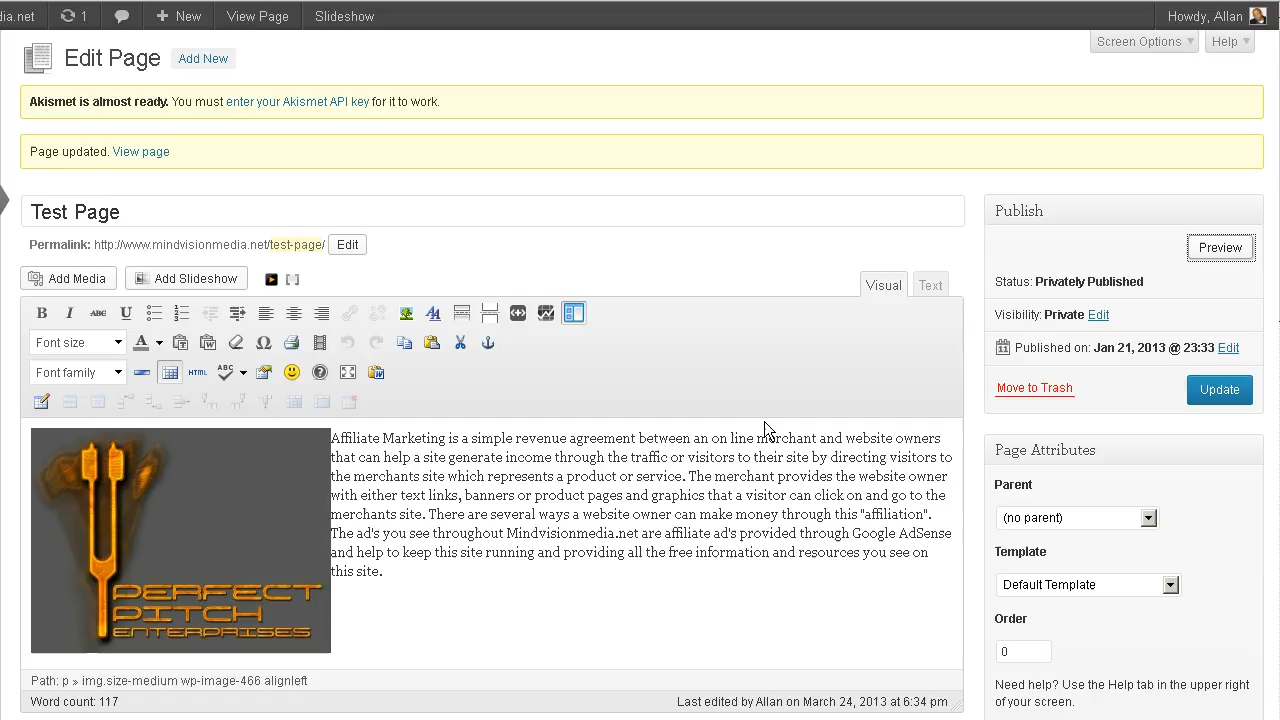 dia.net 1 New View Page Slideshow Howdy, Allan
Screen Options Help
Edit Page Add New
Akismet is almost ready. You must enter your Akismet API key for it to work.
Page updated. View page
Test Page
Permalink: http://www.mindvisionmedia.net/test-page/ Edit
Add Media Add Slideshow
Visual Text
B I ABC U
Font size A
Font family HTML ABC
Affiliate Marketing is a simple revenue agreement between an on line merchant and website owners
that can help a site generate income through the traffic or visitors to their site by directing visitors to
the merchants site which represents a product or service. The merchant provides the website owner
with either text links, banners or product pages and graphics that a visitor can click on and go to the
merchants site. There are several ways a website owner can make money through this "affiliation".
The ad's you see throughout Mindvisionmedia.net are affiliate ad's provided through Google AdSense
and help to keep this site running and providing all the free information and resources you see on
this site.
PERFECT
PITCH
ENTERPRISES
Path: p » img.size-medium wp-image-466 alignleft
Word count: 117 Last edited by Allan on March 24, 2013 at 6:34 pm
Publish
Preview
Status: Privately Published
Visibility: Private Edit
11 Published on: Jan 21, 2013 @ 23:33 Edit
Move to Trash Update
Page Attributes
Parent
(no parent)
Template
Default Template
Order
0
Need help? Use the Help tab in the upper right
of your screen.